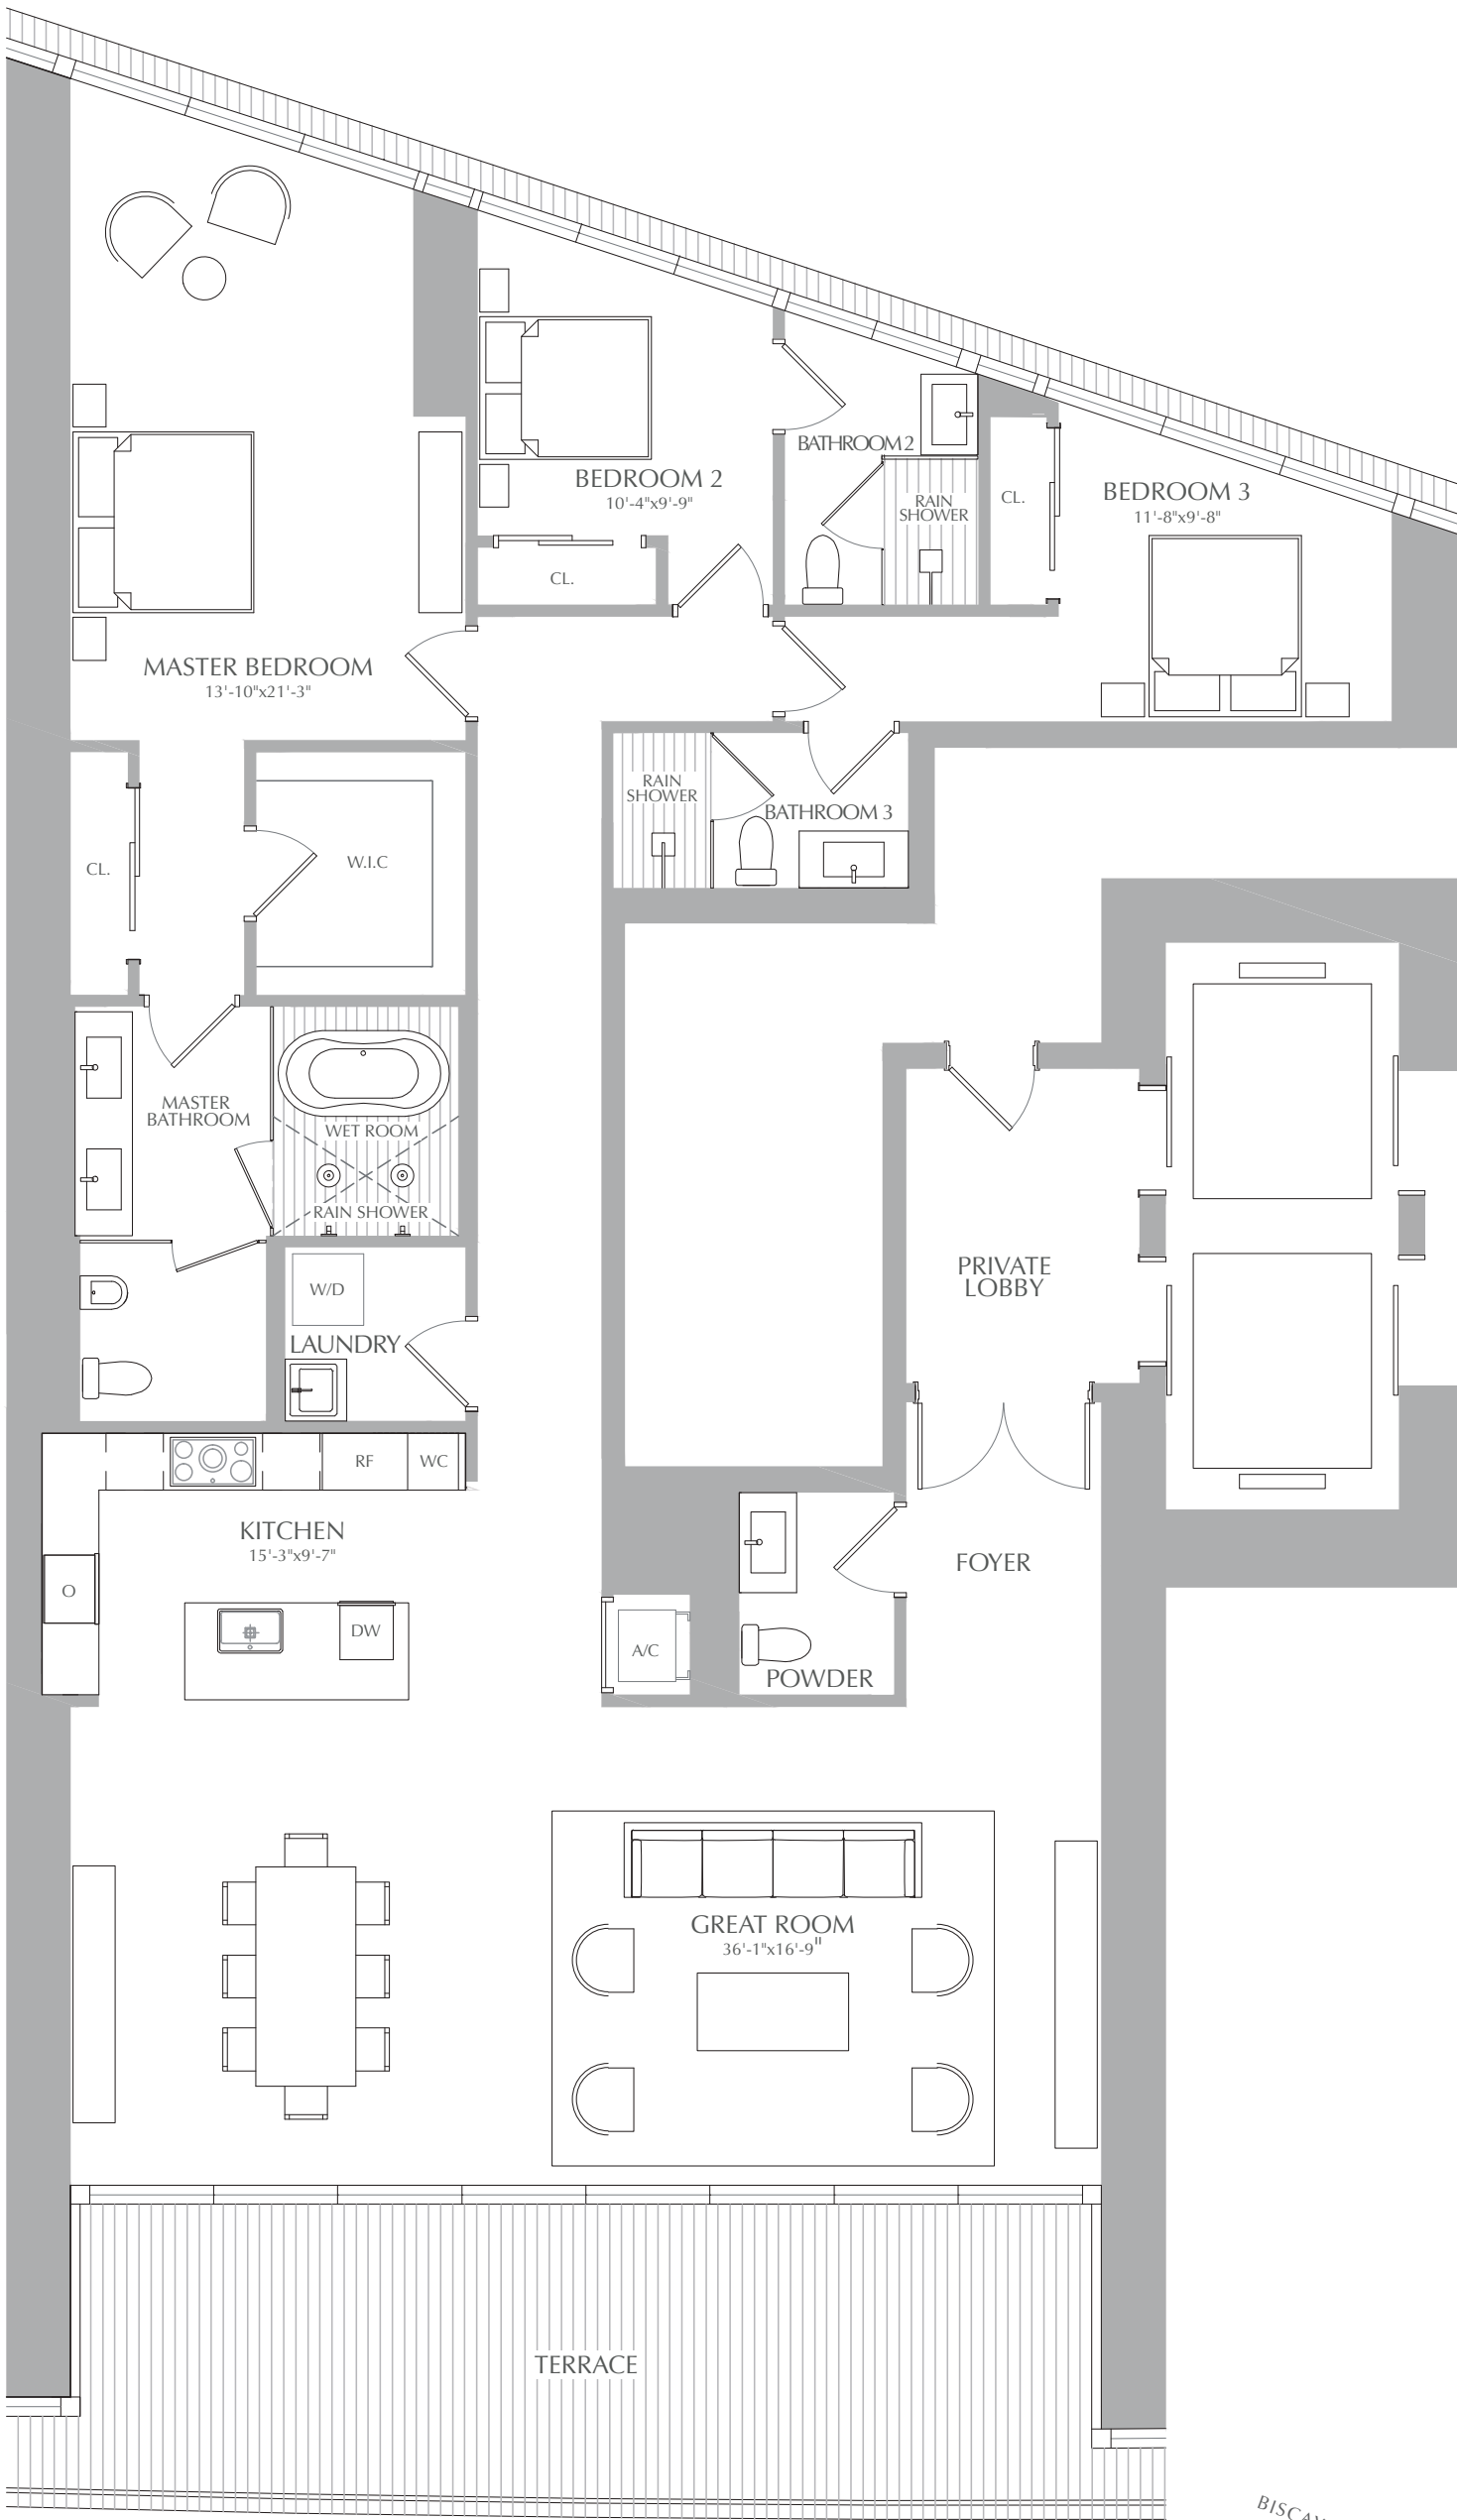 BEDROOM 2
10'-4"x9'-9"
CL.
BATHROOM 2
RAIN
SHOWER
CL.
BEDROOM 3
11'-8"x9'-8"
MASTER BEDROOM
13'-10"x21'-3"
CL.
W.I.C
RAIN
SHOWER
BATHROOM 3
MASTER
BATHROOM
WET ROOM
RAIN SHOWER
W/D
LAUNDRY
PRIVATE
LOBBY
RF
WC
KITCHEN
15'-3"x9'-7"
O
DW
A/C
POWDER
FOYER
GREAT ROOM
36'-1"x16'-9"
TERRACE